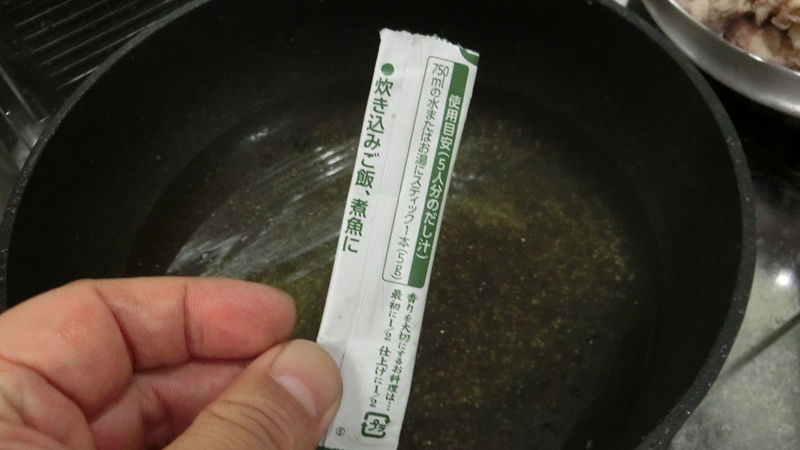 使用目安(5人分のだし汁)
750mlの水またはお湯にスティック1本(5g)
●炊き込みご飯、煮魚に
香りを大切にするお料理は…
最初に1/2 仕上げに1/2
プラ